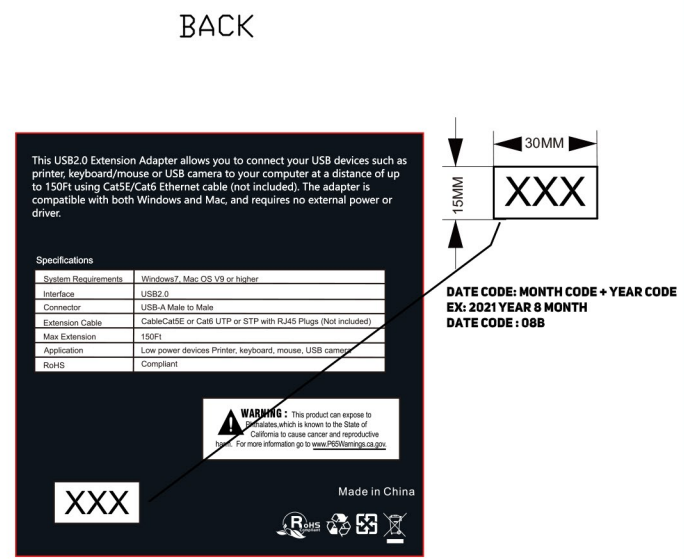 BACK
This USB2.0 Extension Adapter allows you to connect your USB devices such as
printer, keyboard/mouse or USB camera to your computer at a distance of up
to 150Ft using Cat5E/Cat6 Ethernet cable (not included). The adapter is
compatible with both Windows and Mac, and requires no external power or
driver.
Specifications
System Requirements Windows7, Mac OS V9 or higher
Interface USB2.0
Connector USB-A Male to Male
Extension Cable CableCat5E or Cat6 UTP or STP with RJ45 Plugs (Not included)
Max Extension 150Ft
Application Low power devices Printer, keyboard, mouse, USB camera
RoHS Compliant
WARNING : This product can expose to
Phthalates,which is known to the State of
California to cause cancer and reproductive
harm. For more information go to www.P65Warnings.ca.gov.
XXX
Made in China
RoHS
Compliant
30MM
15MM
XXX
DATE CODE: MONTH CODE + YEAR CODE
EX: 2021 YEAR 8 MONTH
DATE CODE : 08B